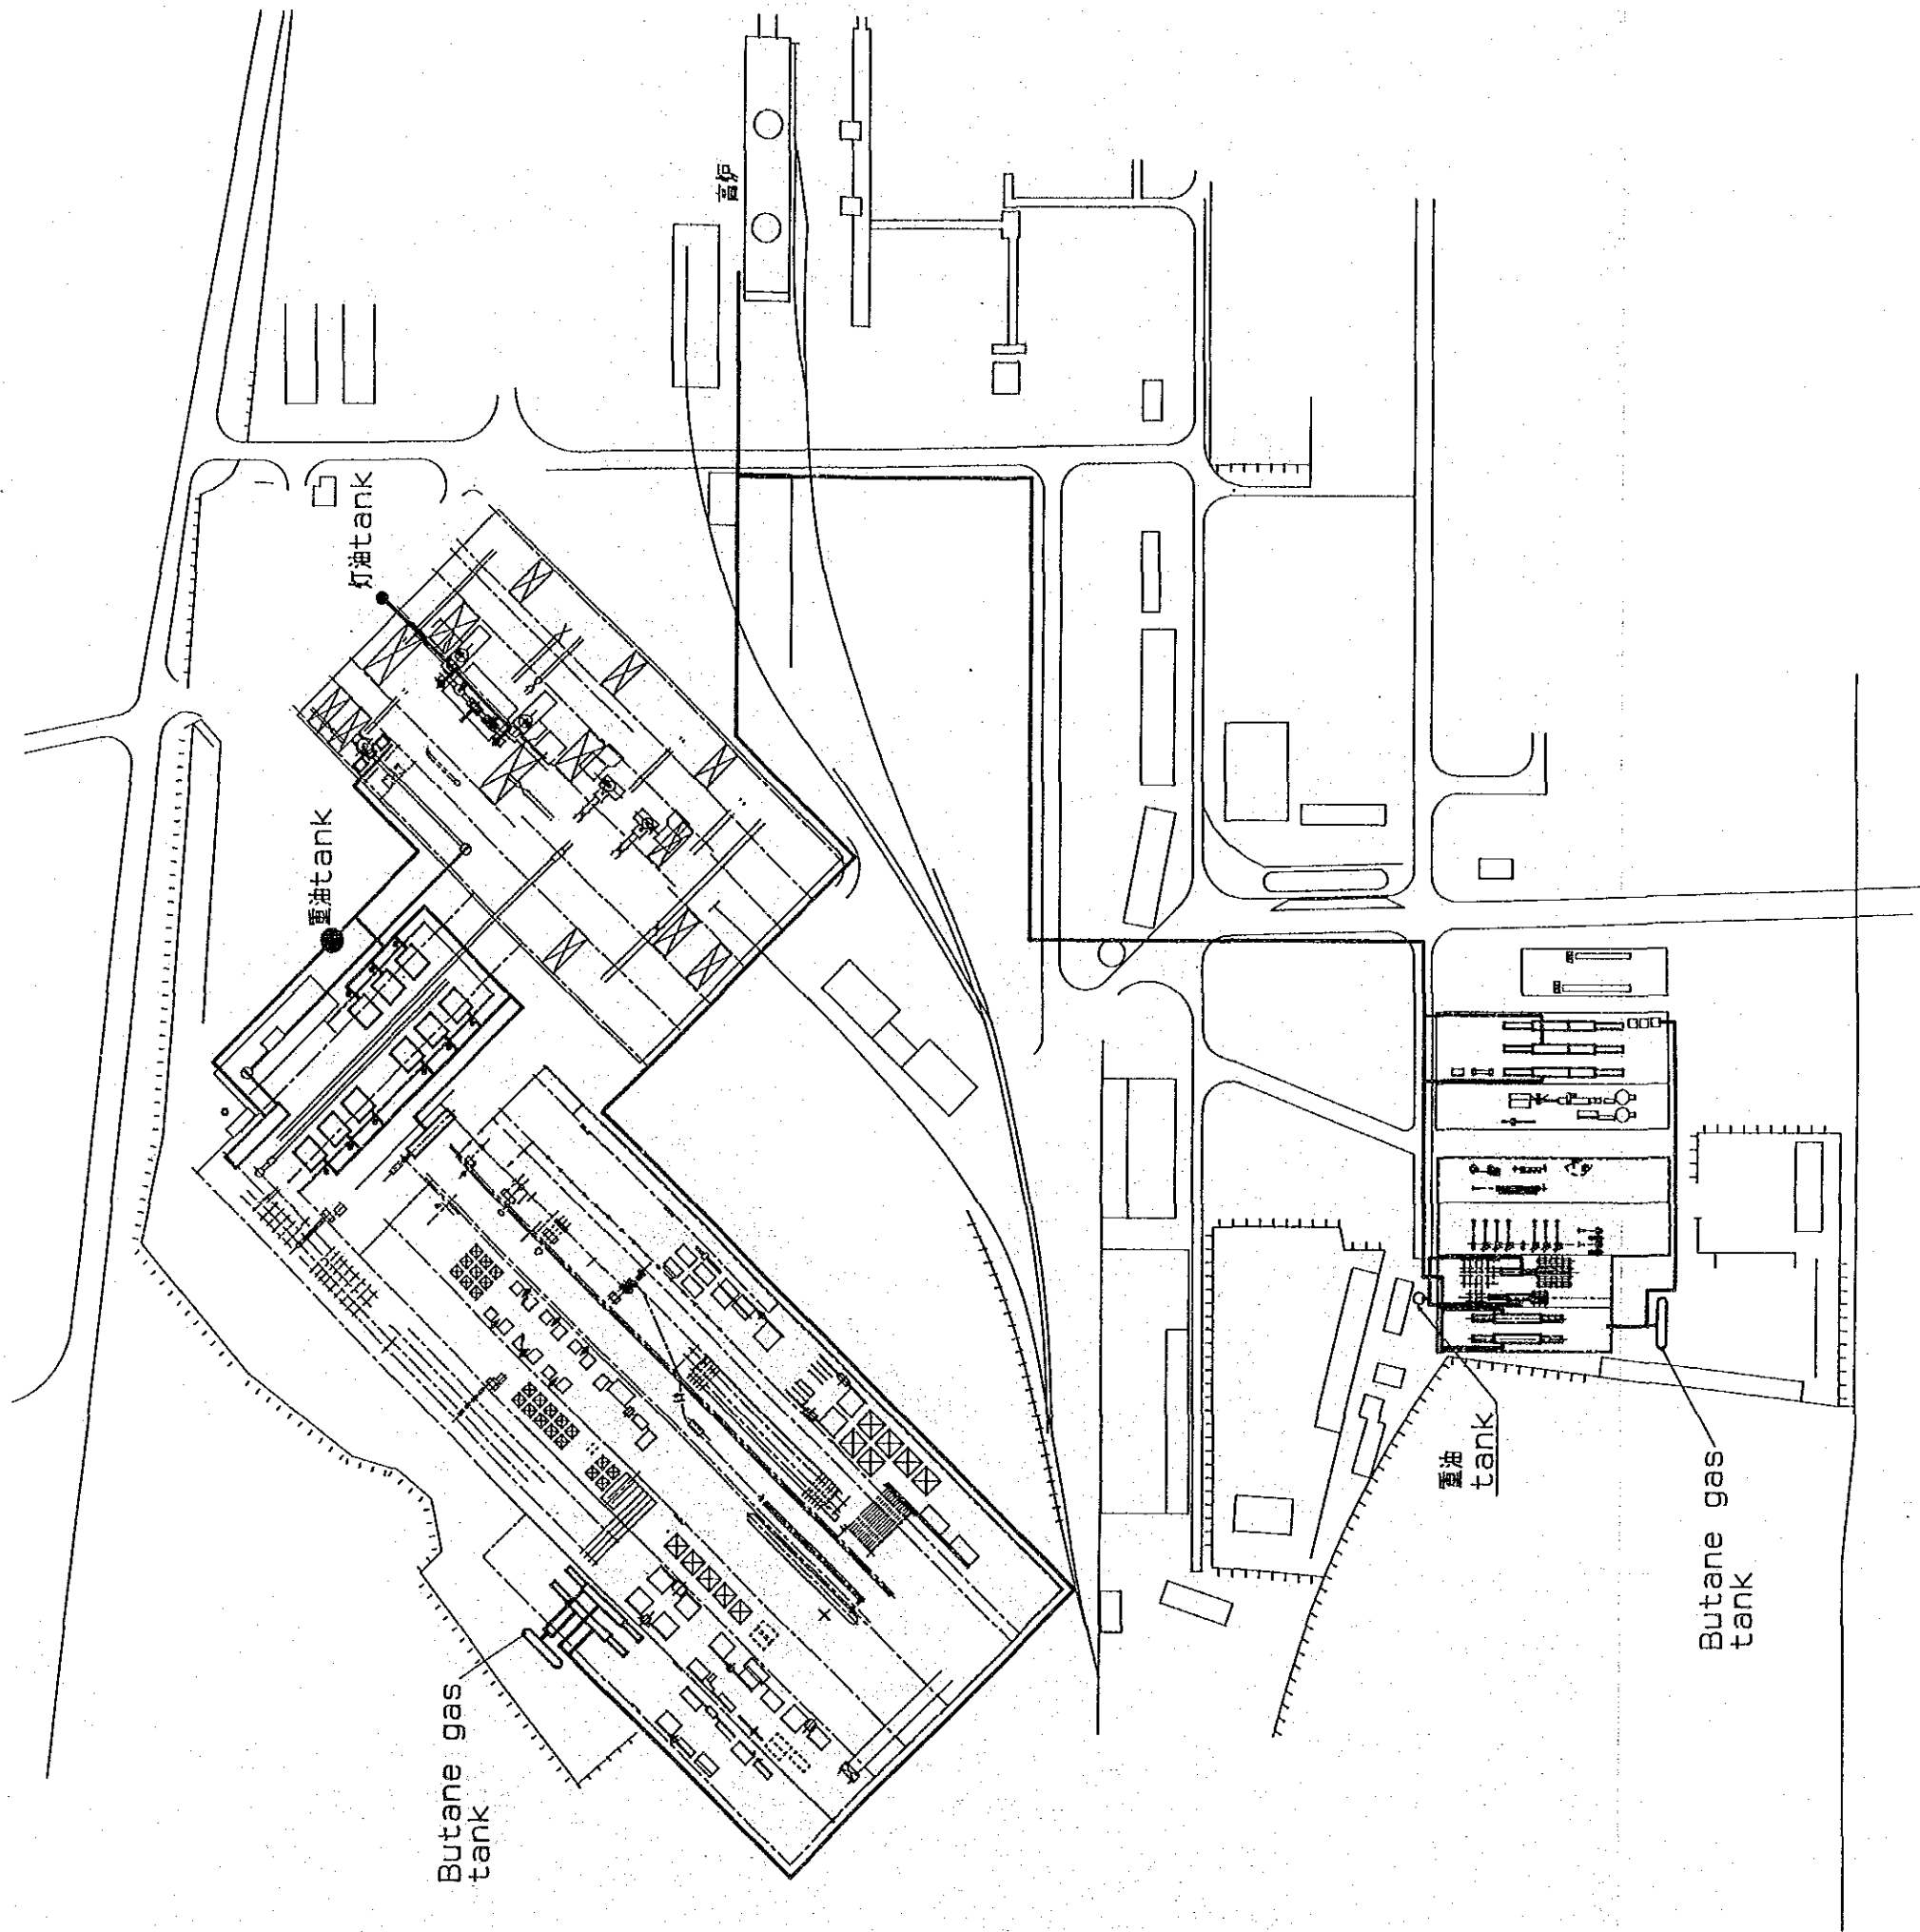 高炉
灯油tank
重油tank
重油
tank
Butane gas
tank
Butane gas
tank